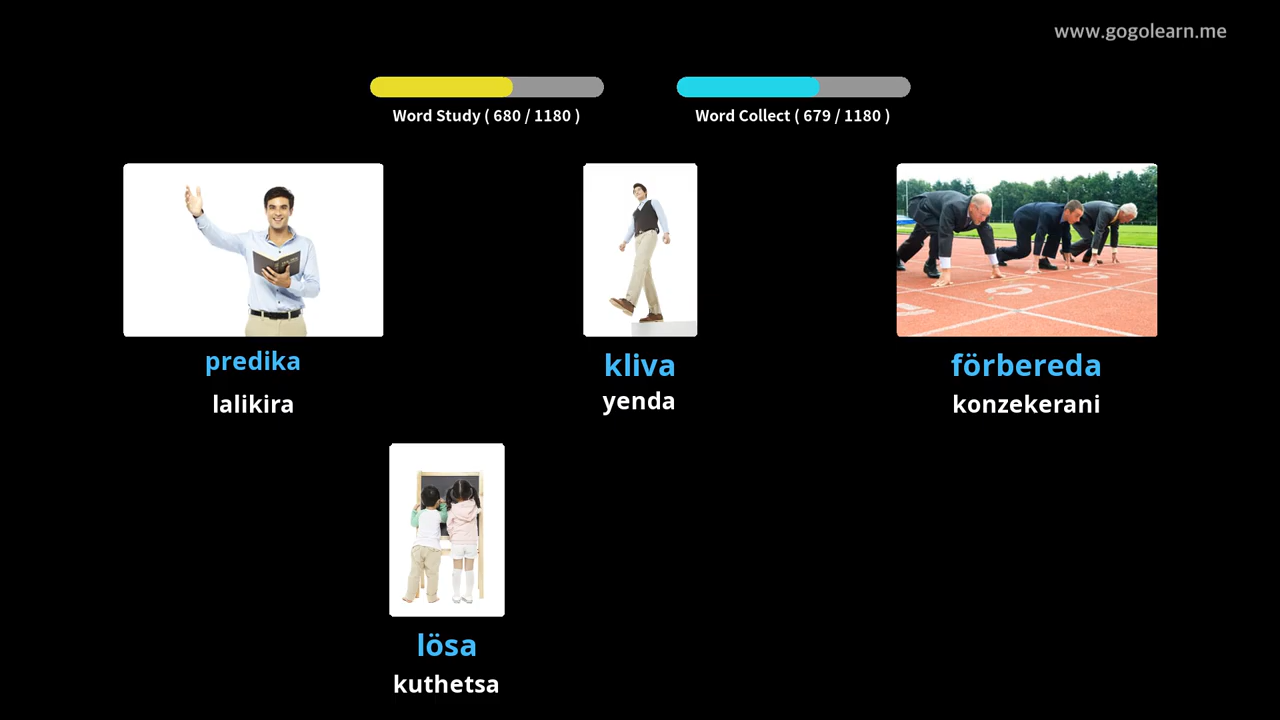 www.gogolearn.me
Word Study ( 680 / 1180 )
Word Collect ( 679 / 1180 )
predika
lalikira
kliva
yenda
förbereda
konzekerani
lösa
kuthetsa